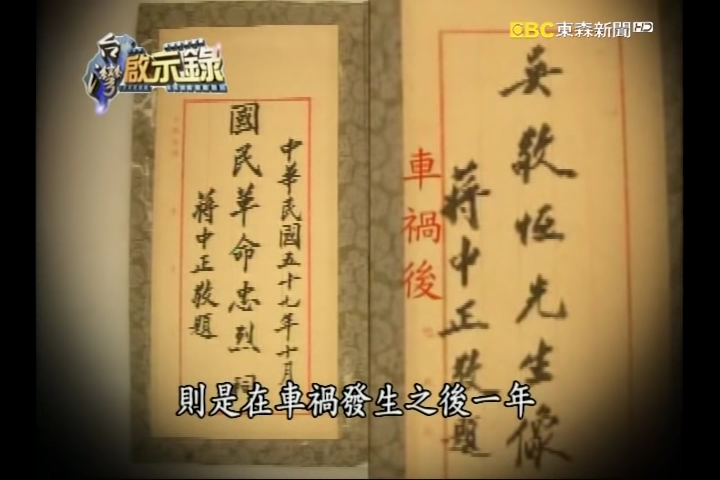 台灣啟示錄
EBC東森新聞HD
中華民國五十九年十月
國民革命忠烈祠
蔣中正敬題
吳敬恆先生像
蔣中正敬題
車禍後
則是在車禍發生之後一年